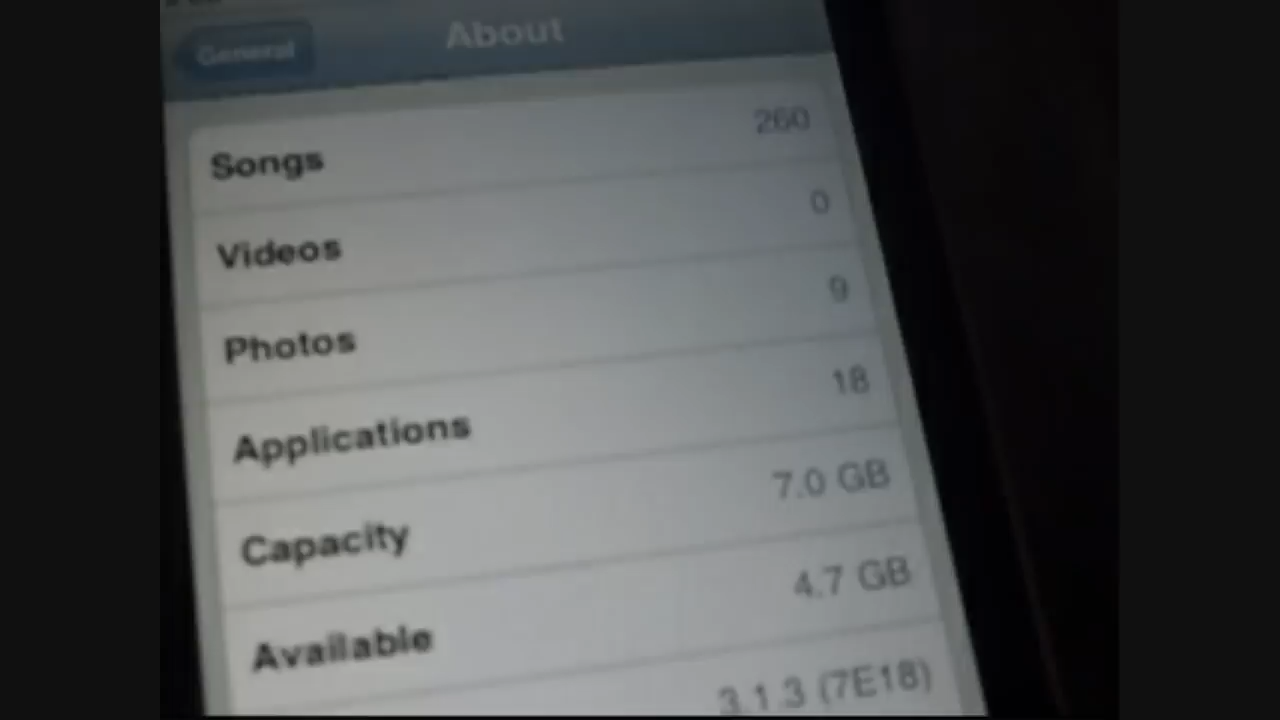 General
About
Songs 260
Videos 0
Photos 9
Applications 18
Capacity 7.0 GB
Available 4.7 GB
3.1.3 (7E18)